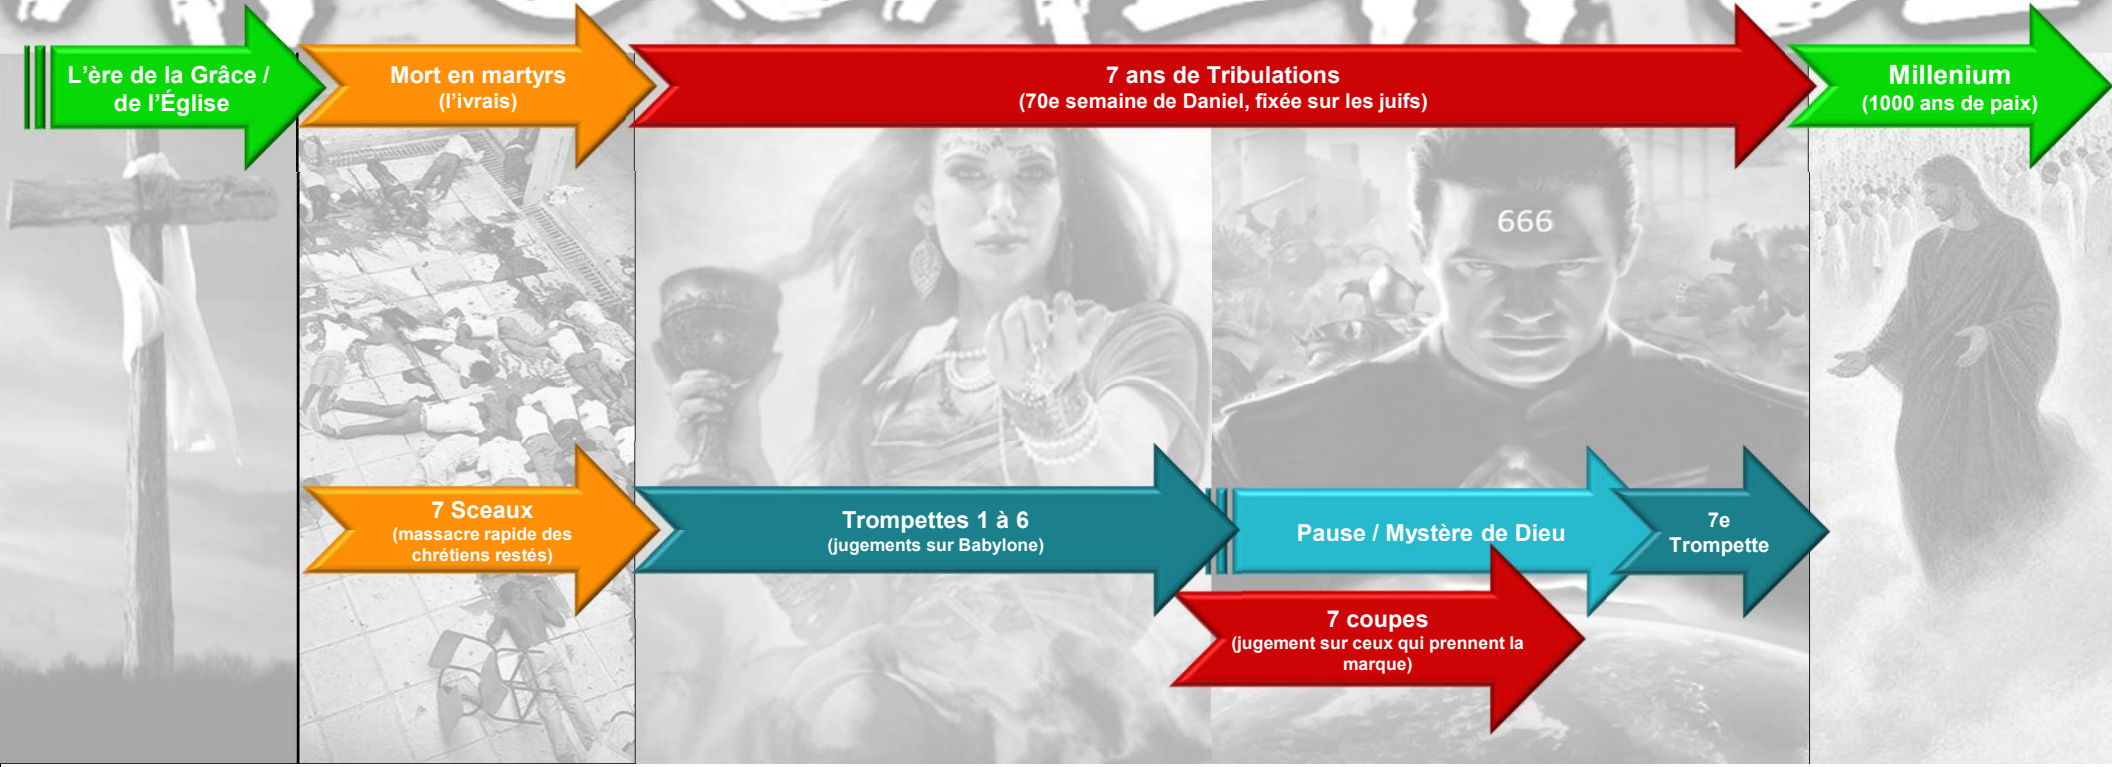 L'ère de la Grâce /
de l'Église
Mort en martyrs
(l'ivrais)
7 ans de Tribulations
(70e semaine de Daniel, fixée sur les juifs)
Millenium
(1000 ans de paix)
666
7 Sceaux
(massacre rapide des
chrétiens restés)
Trompettes 1 à 6
(jugements sur Babylone)
Pause / Mystère de Dieu
7e
Trompette
7 coupes
(jugement sur ceux qui prennent la
marque)